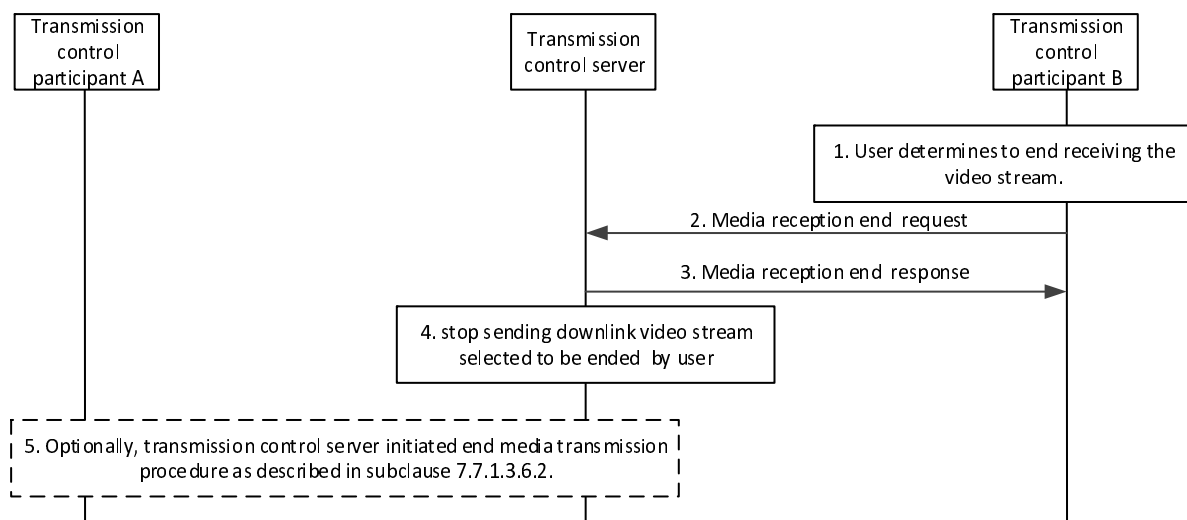 Transmission
control
participant A
Transmission
control server
Transmission
control
participant B
1. User determines to end receiving the
video stream.
2. Media reception end request
3. Media reception end response
4. stop sending downlink video stream
selected to be ended by user
5. Optionally, transmission control server initiated end media transmission
procedure as described in subclause 7.7.1.3.6.2.